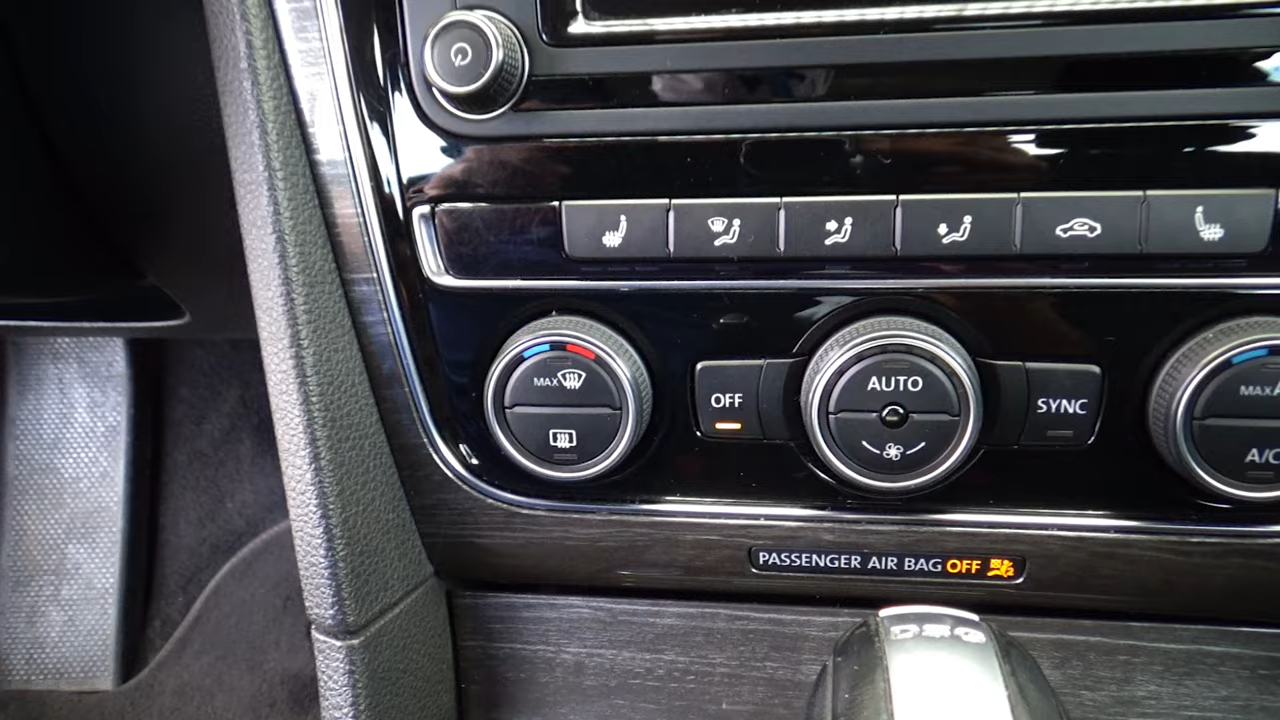 MAX
OFF
AUTO
SYNC
MAX
A/C
PASSENGER AIR BAG OFF